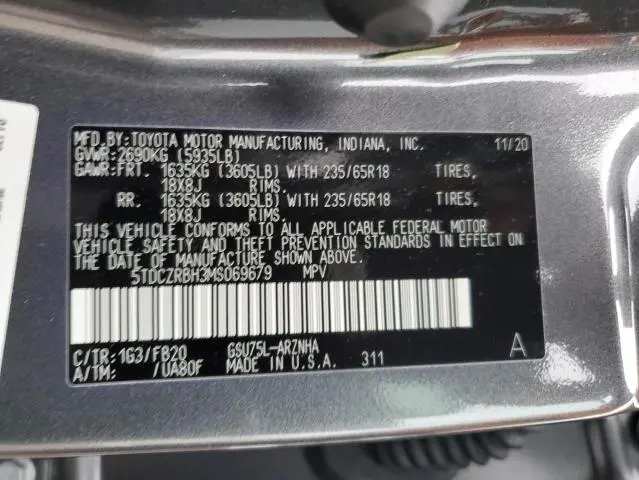 MFD.BY:TOYOTA MOTOR MANUFACTURING, INDIANA, INC. 11/20
GVWR:2690KG (5935LB)
GAWR:FRT. 1635KG (3605LB) WITH 235/65R18 TIRES,
18X8J RIMS.
RR. 1635KG (3605LB) WITH 235/65R18 TIRES,
18X8J RIMS.
THIS VEHICLE CONFORMS TO ALL APPLICABLE FEDERAL MOTOR
VEHICLE SAFETY AND THEFT PREVENTION STANDARDS IN EFFECT ON
THE DATE OF MANUFACTURE SHOWN ABOVE.
5TDCZRBH3MS069679 MPV
C/TR:1G3/FB20 GSU75L-ARZNHA
A/TM: /UA80F MADE IN U.S.A. 311 A